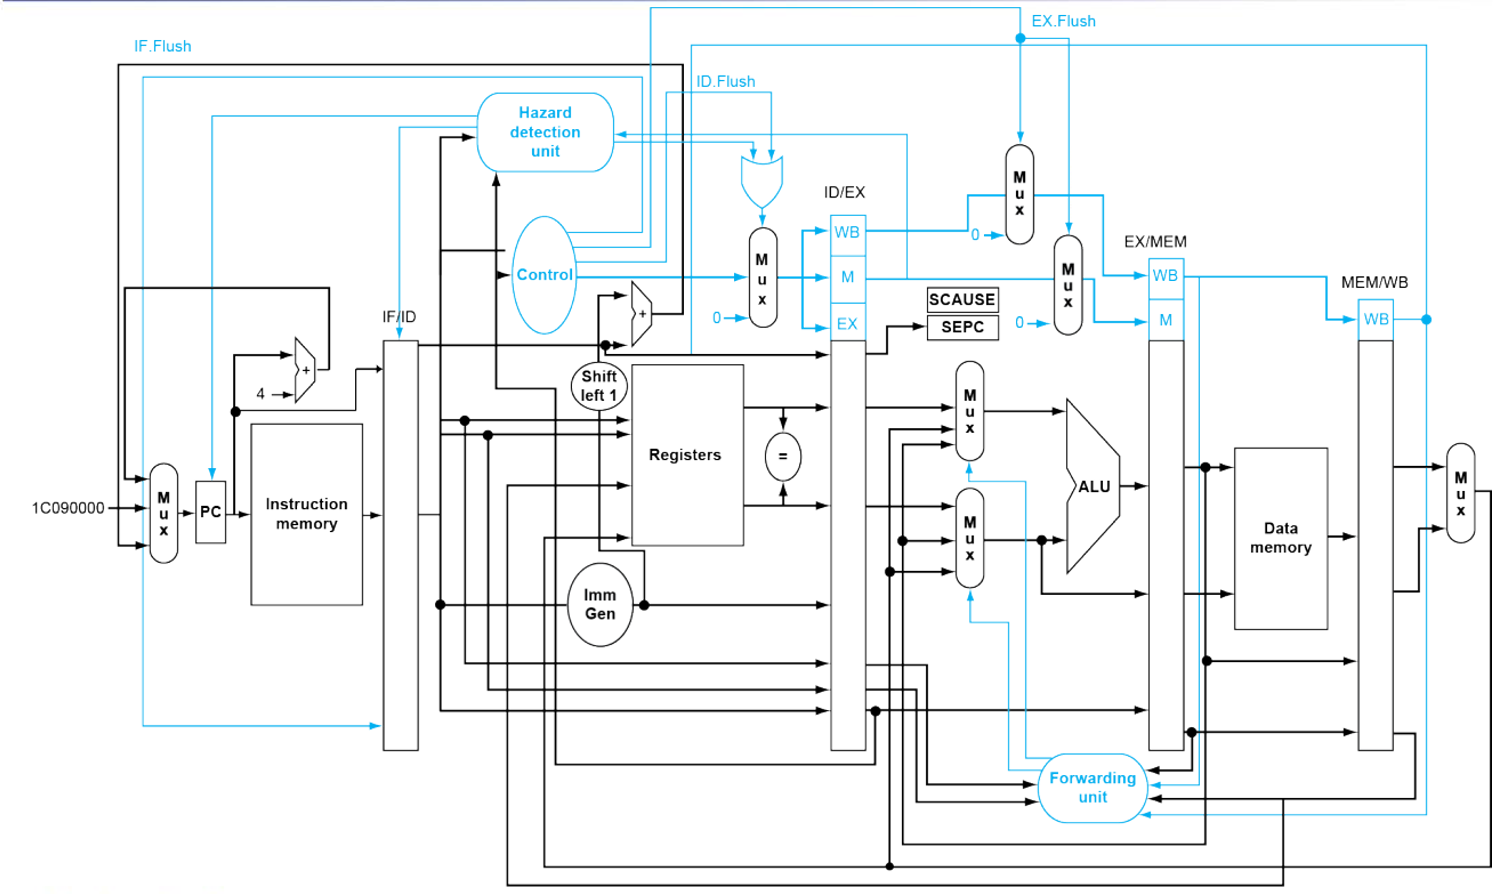 IF.Flush
EX.Flush
ID.Flush
Hazard
detection
unit
M
u
x
ID/EX
WB
0
EX/MEM
Control
M
u
x
M
M
u
x
WB
MEM/WB
SCAUSE
IF/ID
+
0
EX
SEPC
0
M
WB
+
4
Shift
left 1
M
u
x
Registers
=
M
u
x
1C090000
PC
Instruction
memory
ALU
M
u
x
Data
memory
M
u
x
Imm
Gen
Forwarding
unit